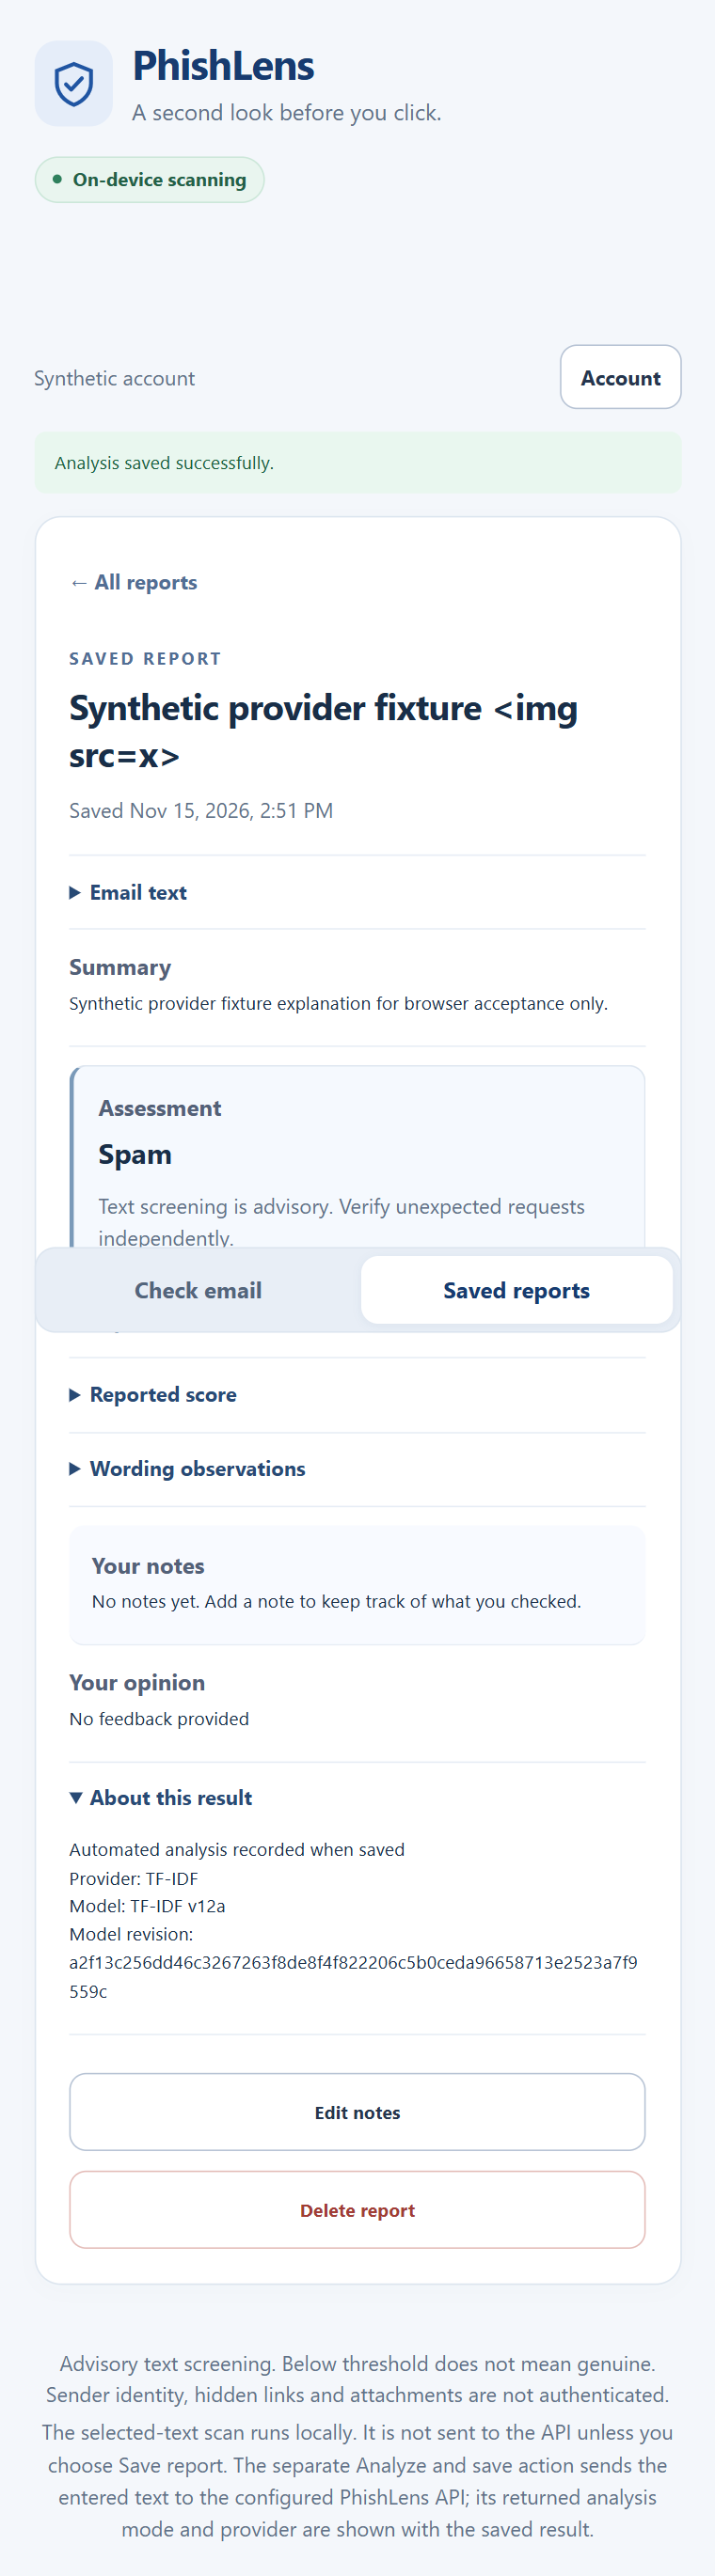 PhishLens
A second look before you click.
On-device scanning
Synthetic account
Account
Analysis saved successfully.
← All reports
SAVED REPORT
Synthetic provider fixture <img
src=x>
Saved Nov 15, 2026, 2:51 PM
Email text
Summary
Synthetic provider fixture explanation for browser acceptance only.
Assessment
Spam
Text screening is advisory. Verify unexpected requests
independently.
Check email
Saved reports
Reported score
Wording observations
Your notes
No notes yet. Add a note to keep track of what you checked.
Your opinion
No feedback provided
About this result
Automated analysis recorded when saved
Provider: TF-IDF
Model: TF-IDF v12a
Model revision:
a2f13c256dd46c3267263f8de8f4f822206c5b0ceda96658713e2523a7f9
559c
Edit notes
Delete report
Advisory text screening. Below threshold does not mean genuine.
Sender identity, hidden links and attachments are not authenticated.
The selected-text scan runs locally. It is not sent to the API unless you
choose Save report. The separate Analyze and save action sends the
entered text to the configured PhishLens API; its returned analysis
mode and provider are shown with the saved result.